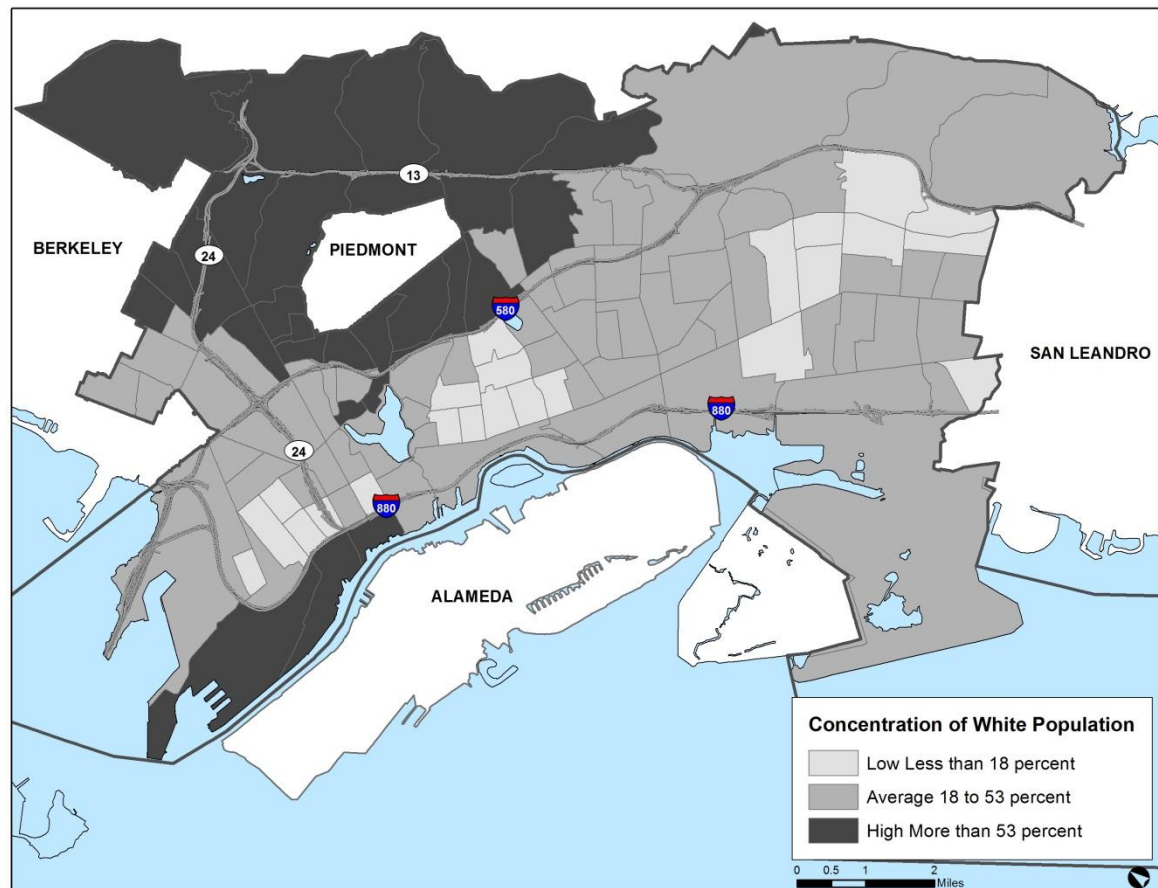 13
BERKELEY
PIEDMONT
24
580
SAN LEANDRO
880
24
880
ALAMEDA
Concentration of White Population
Low Less than 18 percent
Average 18 to 53 percent
High More than 53 percent
0 0.5 1 2
Miles